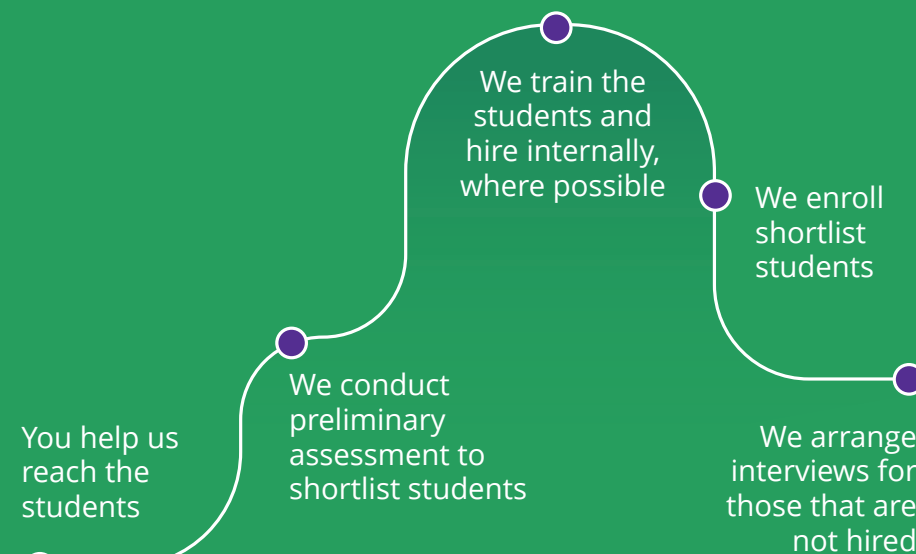 You help us
reach the
students
We conduct
preliminary
assessment to
shortlist students
We train the
students and
hire internally,
where possible
We enroll
shortlist
students
We arrange
interviews for
those that are
not hired